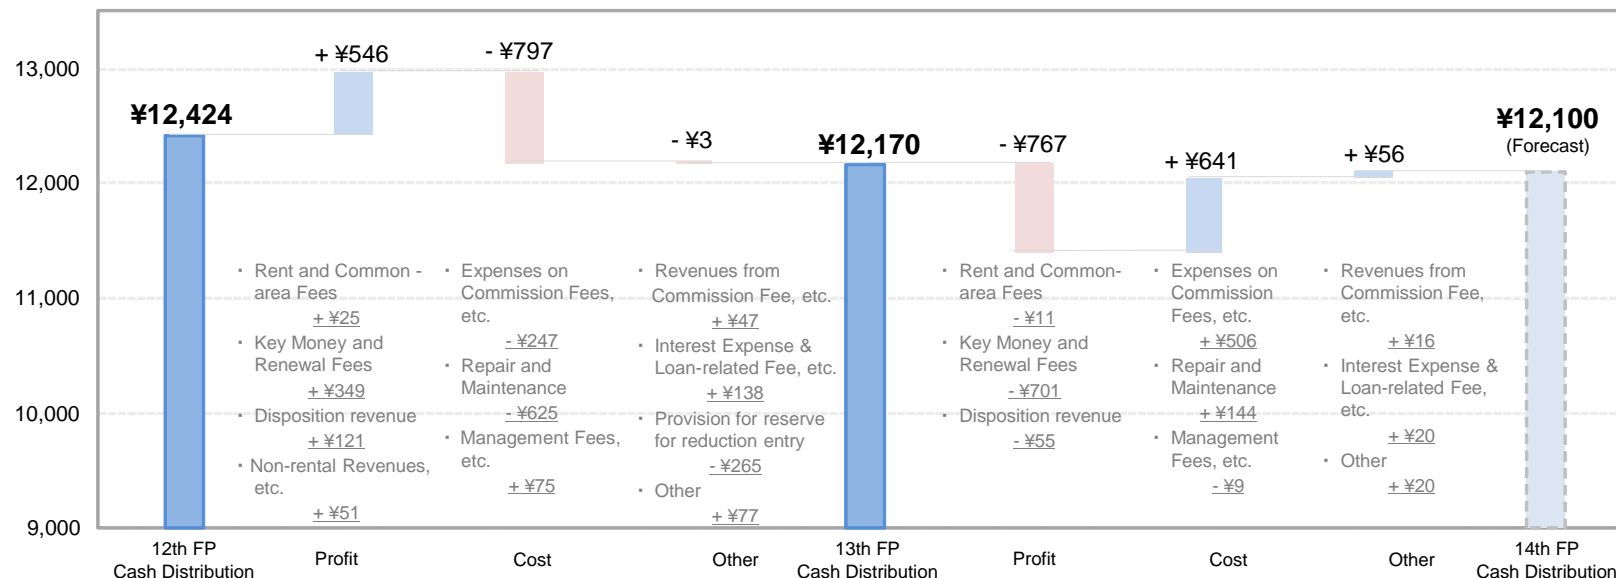 13,000
12,000
11,000
10,000
9,000
¥12,424
+ ¥546
- ¥797
- ¥3
¥12,170
- ¥767
+ ¥641
+ ¥56
¥12,100
(Forecast)
・ Rent and Common -
area Fees
+ ¥25
・ Key Money and
Renewal Fees
+ ¥349
・ Disposition revenue
+ ¥121
・ Non-rental Revenues,
etc.
+ ¥51
・ Expenses on
Commission Fees,
etc.
- ¥247
・ Repair and
Maintenance
- ¥625
・ Management Fees,
etc.
+ ¥75
・ Revenues from
Commission Fee, etc.
+ ¥47
・ Interest Expense &
Loan-related Fee, etc.
+ ¥138
・ Provision for reserve
for reduction entry
- ¥265
・ Other
+ ¥77
・ Rent and Common-
area Fees
- ¥11
・ Key Money and
Renewal Fees
- ¥701
・ Disposition revenue
- ¥55
・ Expenses on
Commission
Fees, etc.
+ ¥506
・ Repair and
Maintenance
+ ¥144
・ Management
Fees, etc.
- ¥9
・ Revenues from
Commission Fee,
etc.
+ ¥16
・ Interest Expense &
Loan-related Fee,
etc.
+ ¥20
・ Other
+ ¥20
12th FP
Cash Distribution
Profit
Cost
Other
13th FP
Cash Distribution
Profit
Cost
Other
14th FP
Cash Distribution